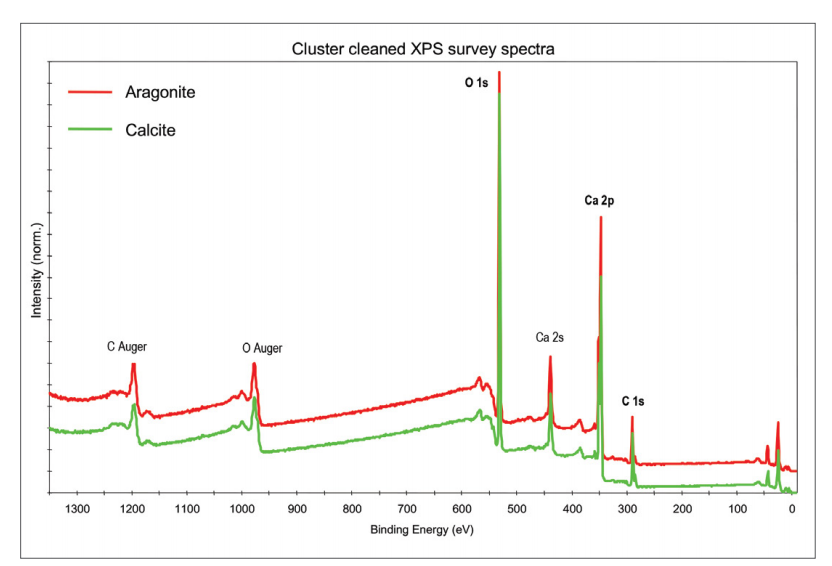 Cluster cleaned XPS survey spectra
Aragonite
Calcite
O 1s
Ca 2p
C Auger
O Auger
Ca 2s
C 1s
Intensity (norm.)
1300 1200 1100 1000 900 800 700 600 500 400 300 200 100 0
Binding Energy (eV)